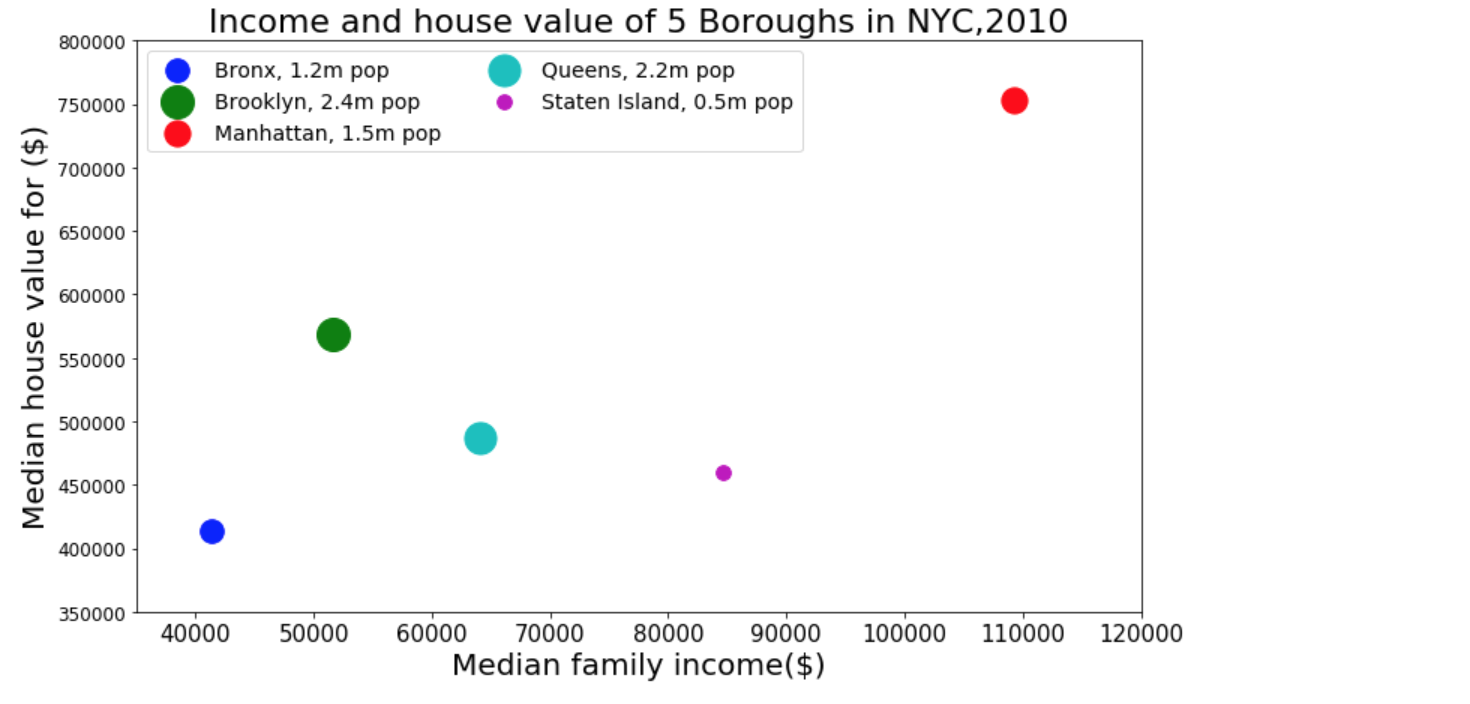 Income and house value of 5 Boroughs in NYC,2010
Bronx, 1.2m pop
Brooklyn, 2.4m pop
Manhattan, 1.5m pop
Queens, 2.2m pop
Staten Island, 0.5m pop
Median house value for ($)
800000
750000
700000
650000
600000
550000
500000
450000
400000
350000
40000 50000 60000 70000 80000 90000 100000 110000 120000
Median family income($)